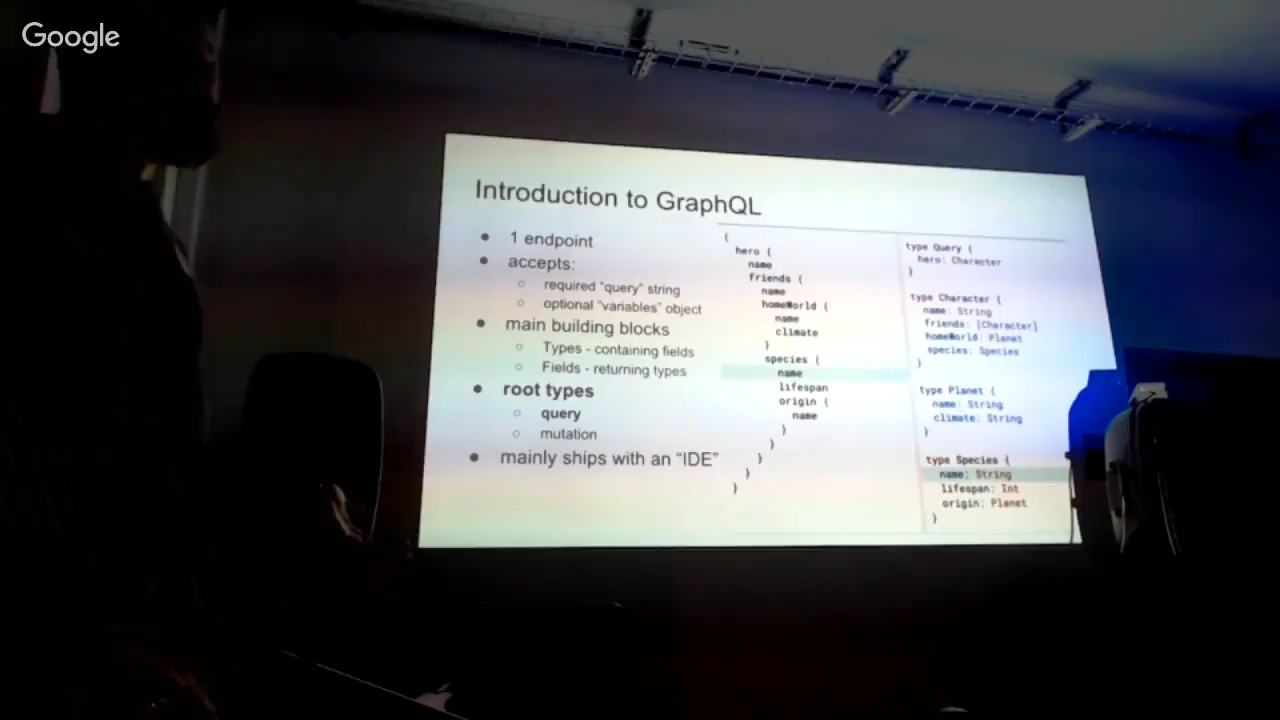 Google
Introduction to GraphQL
● 1 endpoint
● accepts:
○ required "query" string
○ optional "variables" object
● main building blocks
○ Types - containing fields
○ Fields - returning types
● root types
○ query
○ mutation
● mainly ships with an "IDE"
{
hero {
name
friends {
name
homeWorld {
name
climate
}
species {
name
lifespan
origin {
name
}
}
}
}
}
type Query {
hero: Character
}
type Character {
name: String
friends: [Character]
homeWorld: Planet
species: Species
}
type Planet {
name: String
climate: String
}
type Species {
name: String
lifespan: Int
origin: Planet
}